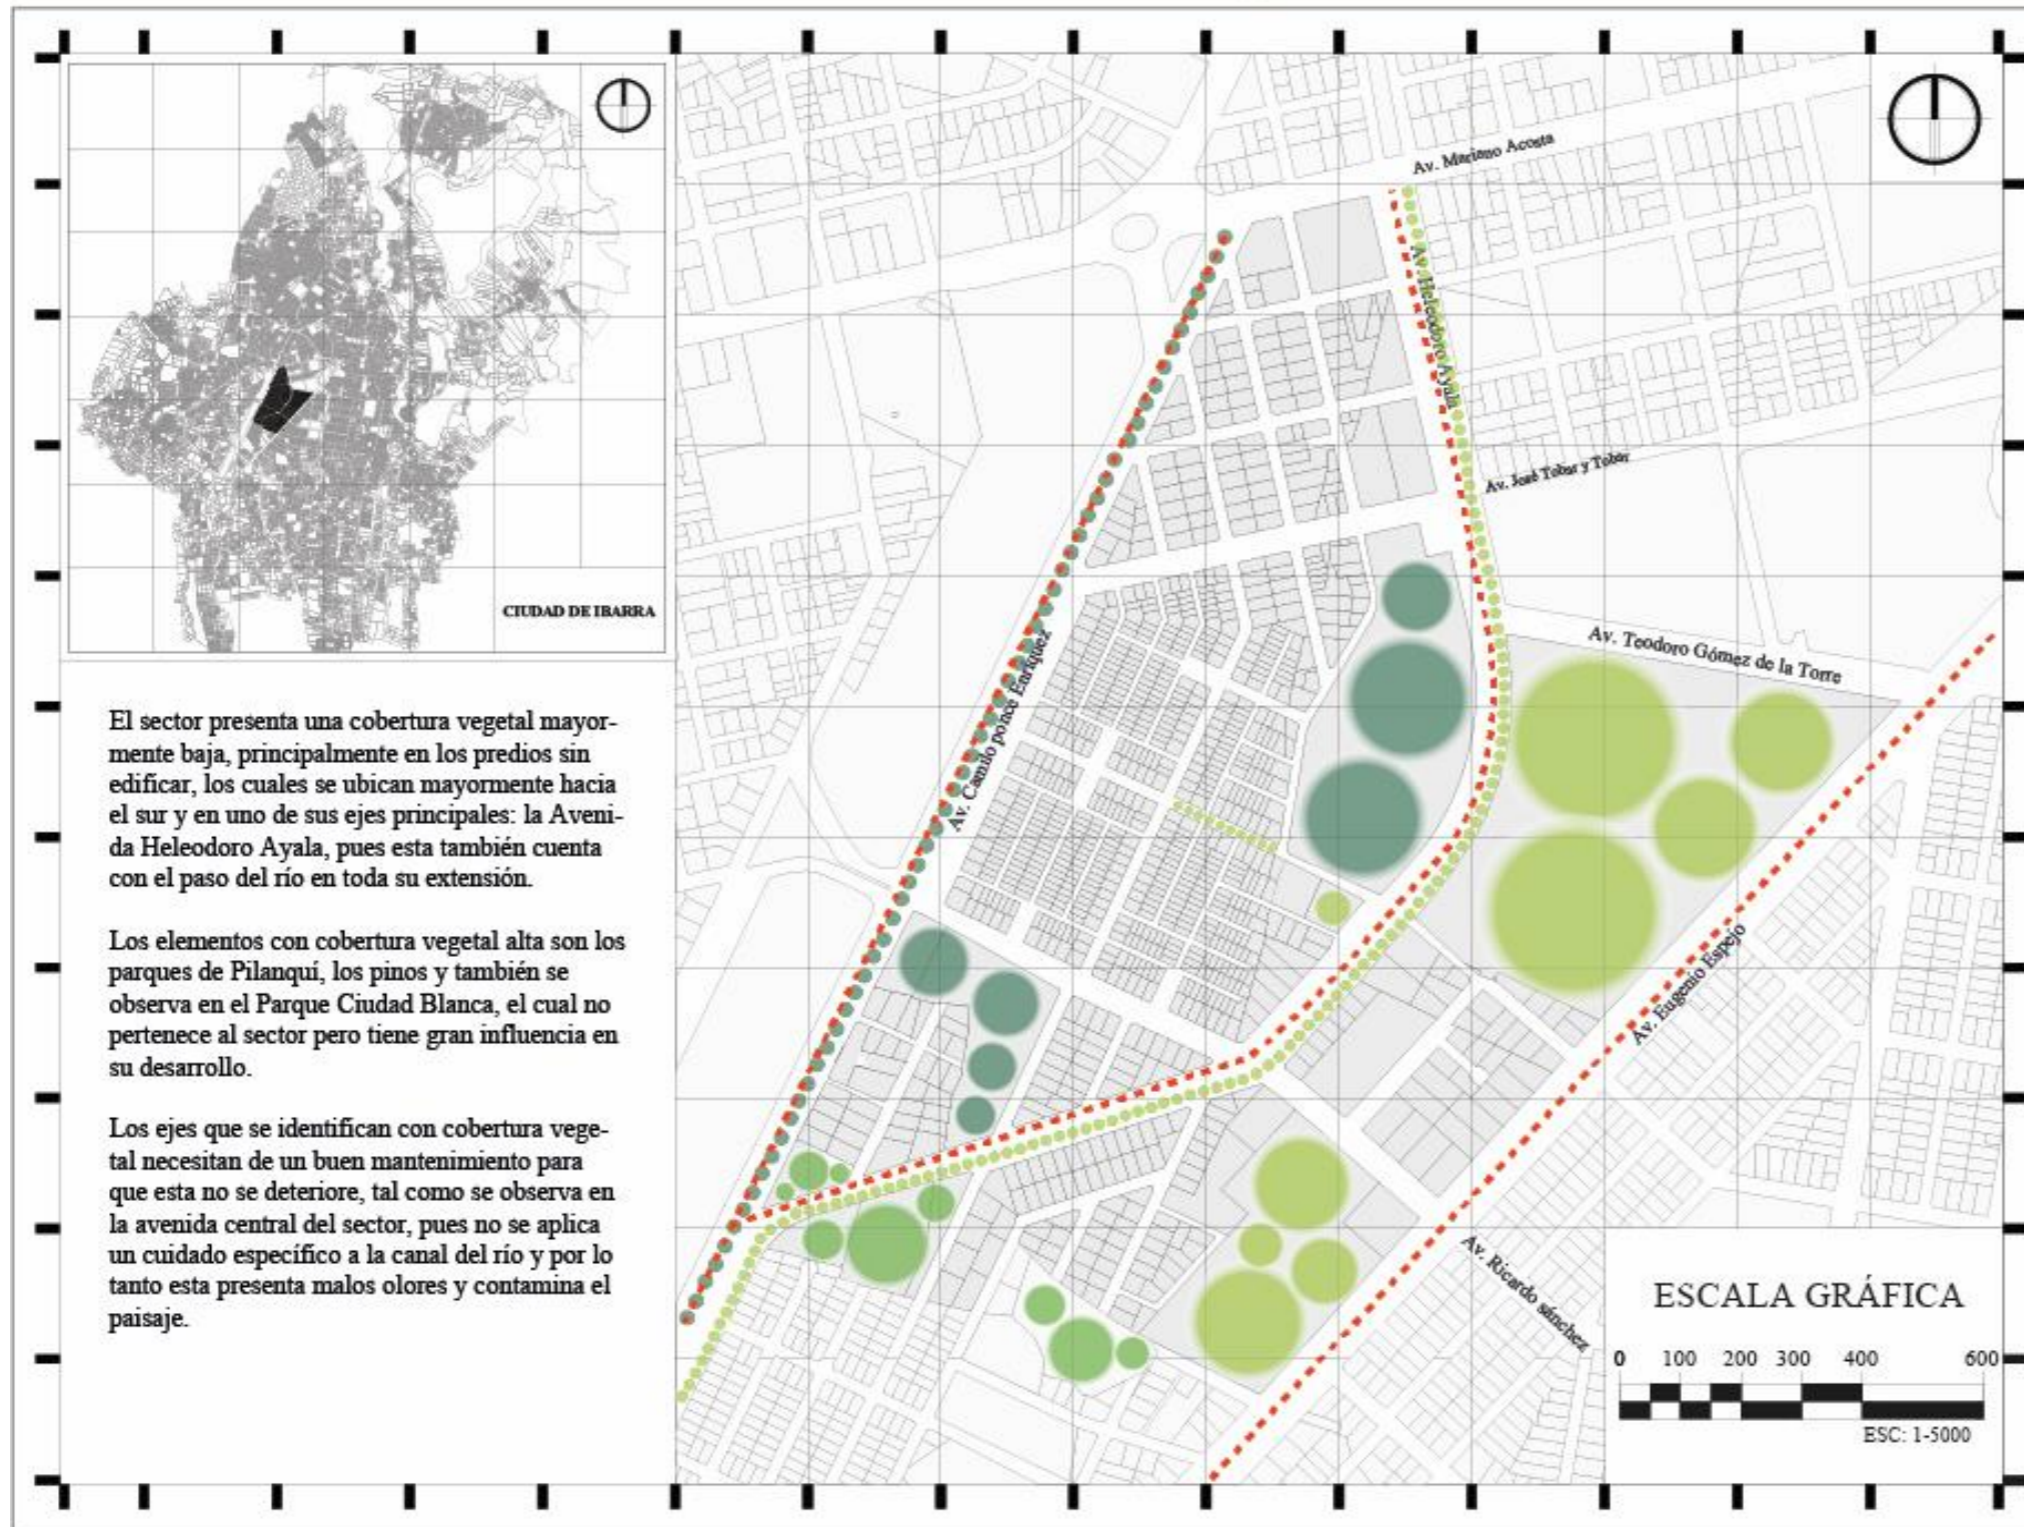 CIUDAD DE IBARRA
El sector presenta una cobertura vegetal mayor-
mente baja, principalmente en los predios sin
edificar, los cuales se ubican mayormente hacia
el sur y en uno de sus ejes principales: la Aveni-
da Heleodoro Ayala, pues esta también cuenta
con el paso del río en toda su extensión.
Los elementos con cobertura vegetal alta son los
parques de Pilanquí, los pinos y también se
observa en el Parque Ciudad Blanca, el cual no
pertenece al sector pero tiene gran influencia en
su desarrollo.
Los ejes que se identifican con cobertura vege-
tal necesitan de un buen mantenimiento para
que esta no se deteriore, tal como se observa en
la avenida central del sector, pues no se aplica
un cuidado específico a la canal del río y por lo
tanto esta presenta malos olores y contamina el
paisaje.
Av. Mariano Acosta
Av. Heleodoro Ayala
Av. José Tobar y Tobar
Av. Teodoro Gómez de la Torre
Av. Camilo ponce Enríquez
Av. Eugenio Espejo
Av. Ricardo sánchez
ESCALA GRÁFICA
0 100 200 300 400 600
ESC: 1-5000